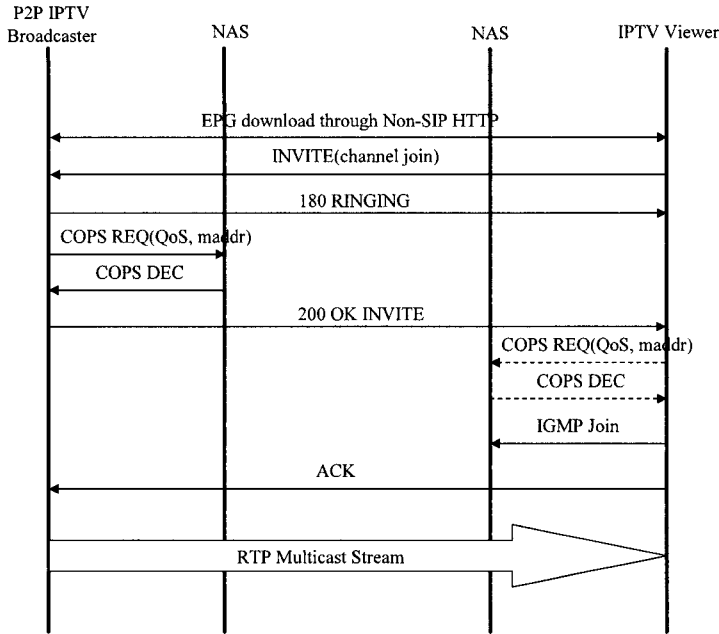 P2P IPTV
Broadcaster
NAS
NAS
IPTV Viewer
EPG download through Non-SIP HTTP
INVITE(channel join)
180 RINGING
COPS REQ(QoS, maddr)
COPS DEC
200 OK INVITE
COPS REQ(QoS, maddr)
COPS DEC
IGMP Join
ACK
RTP Multicast Stream